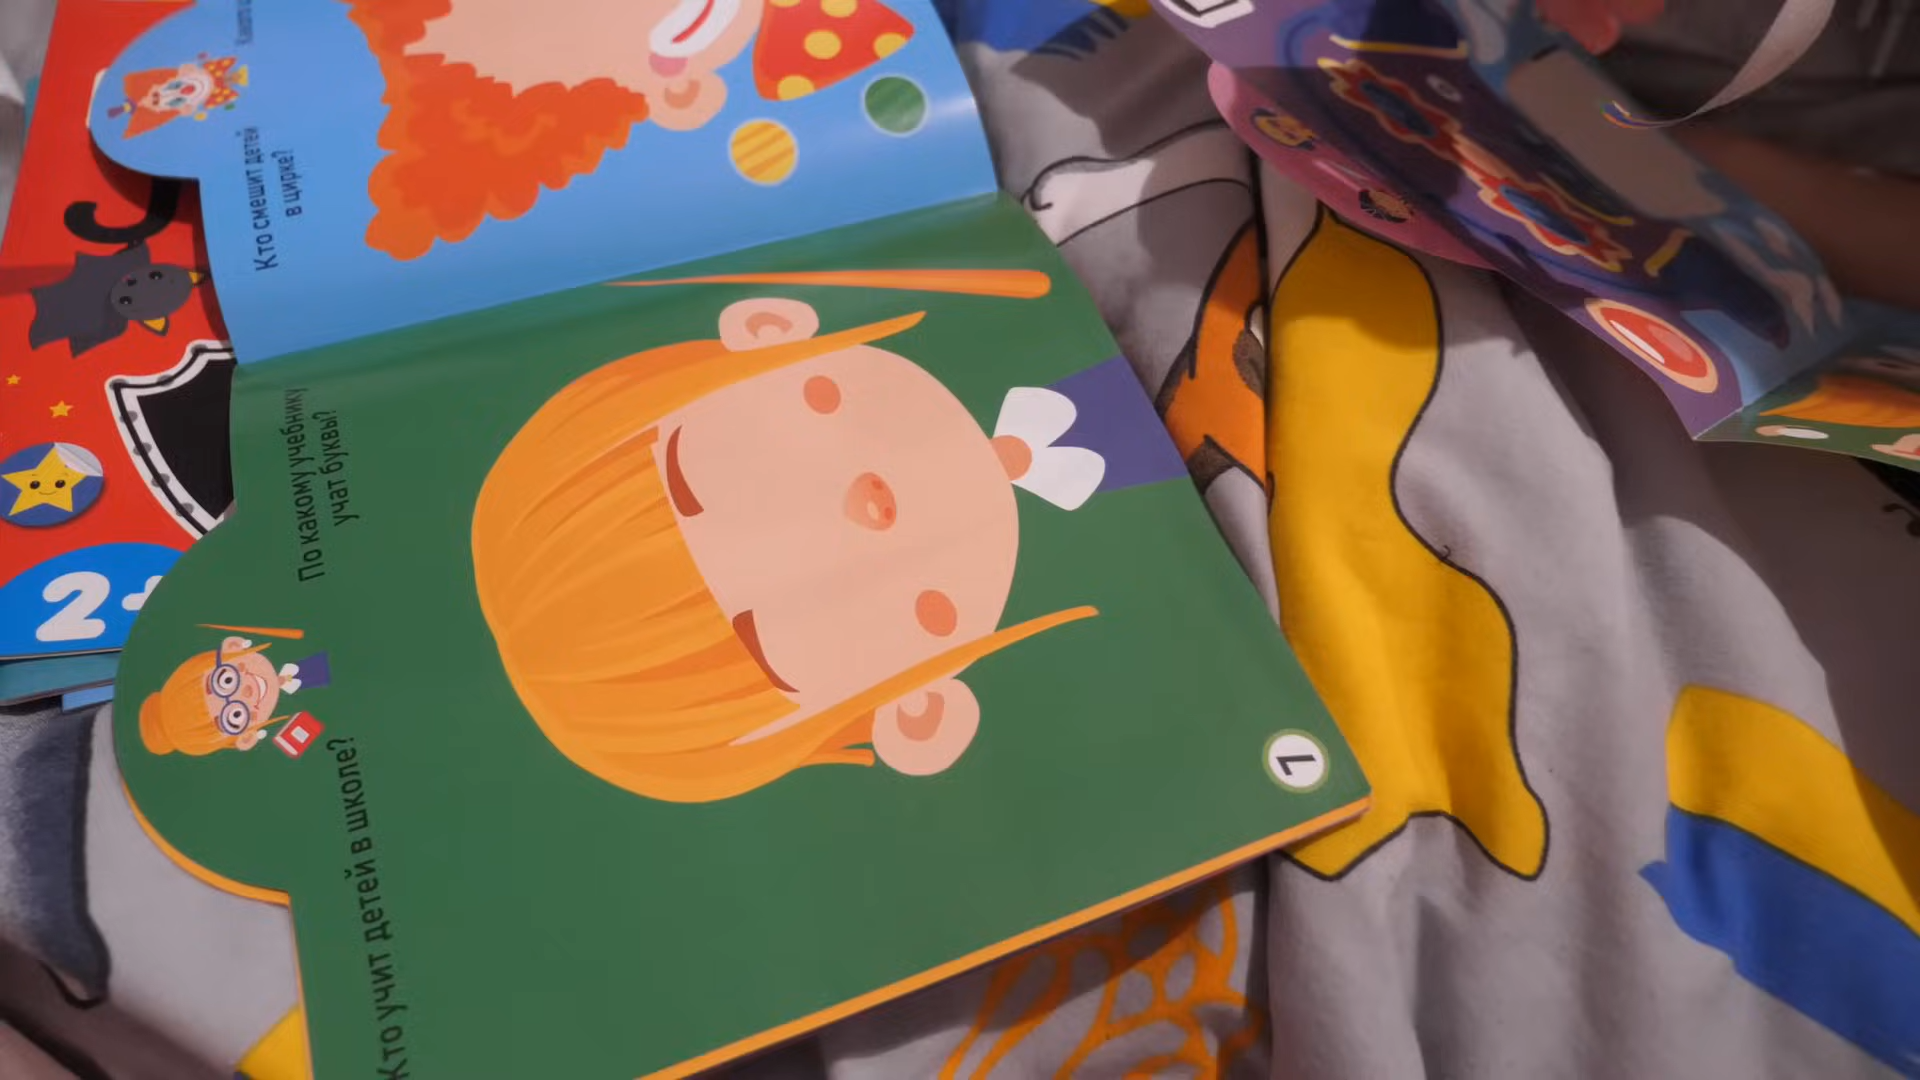 Кто смешит детей
в цирке?
Кто учит детей в школе?
По какому учебнику
учат буквы?
7
2+